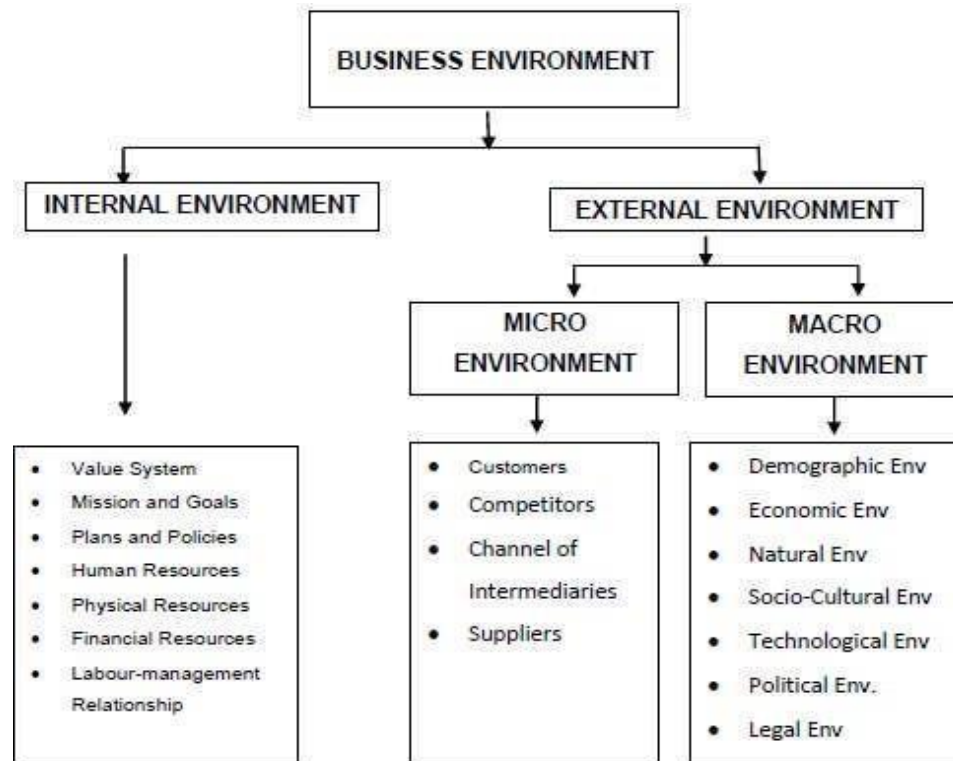 BUSINESS ENVIRONMENT
INTERNAL ENVIRONMENT
EXTERNAL ENVIRONMENT
MICRO
ENVIRONMENT
MACRO
ENVIRONMENT
• Value System
• Mission and Goals
• Plans and Policies
• Human Resources
• Physical Resources
• Financial Resources
• Labour-management
Relationship
• Customers
• Competitors
• Channel of
Intermediaries
• Suppliers
• Demographic Env
• Economic Env
• Natural Env
• Socio-Cultural Env
• Technological Env
• Political Env.
• Legal Env